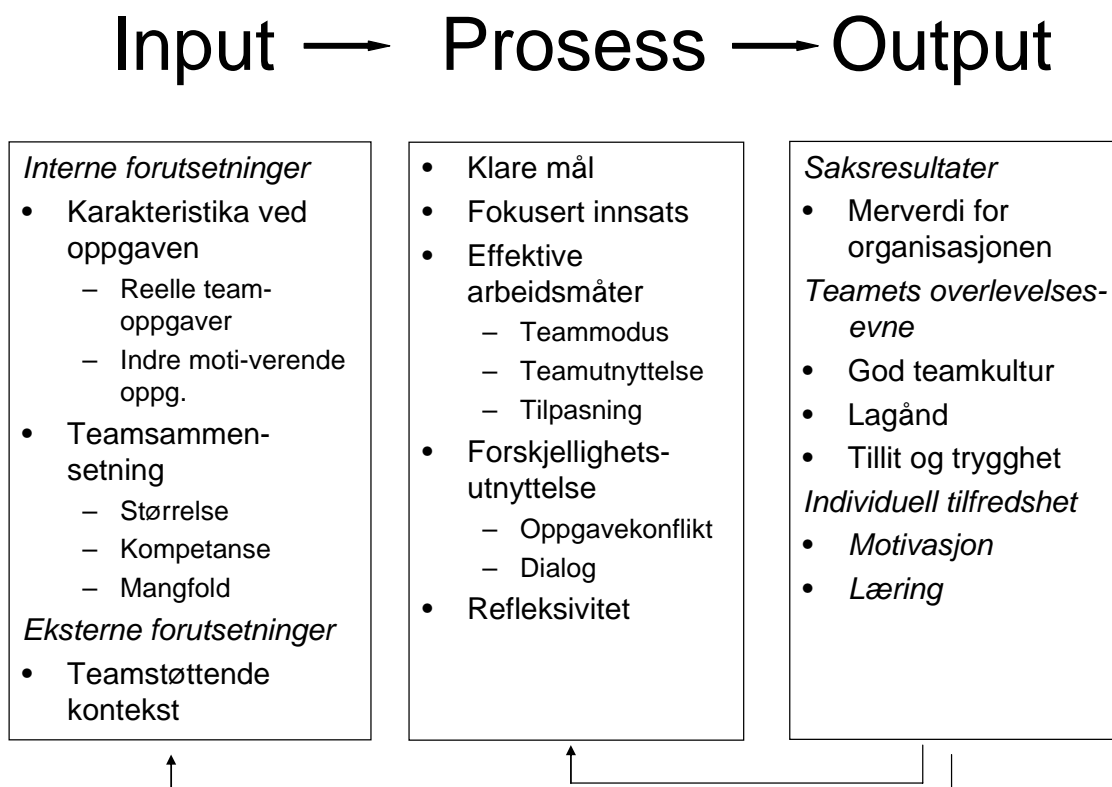 Input → Prosess → Output
Interne forutsetninger
• Karakteristika ved
oppgaven
– Reelle team-
oppgaver
– Indre moti-verende
oppg.
• Teamsammen-
setning
– Størrelse
– Kompetanse
– Mangfold
Eksterne forutsetninger
• Teamstøttende
kontekst
• Klare mål
• Fokusert innsats
• Effektive
arbeidsmåter
– Teammodus
– Teamutnyttelse
– Tilpasning
• Forskjellighets-
utnyttelse
– Oppgavekonflikt
– Dialog
• Refleksivitet
Saksresultater
• Merverdi for
organisasjonen
Teamets overlevelses-
evne
• God teamkultur
• Lagånd
• Tillit og trygghet
Individuell tilfredshet
• Motivasjon
• Læring